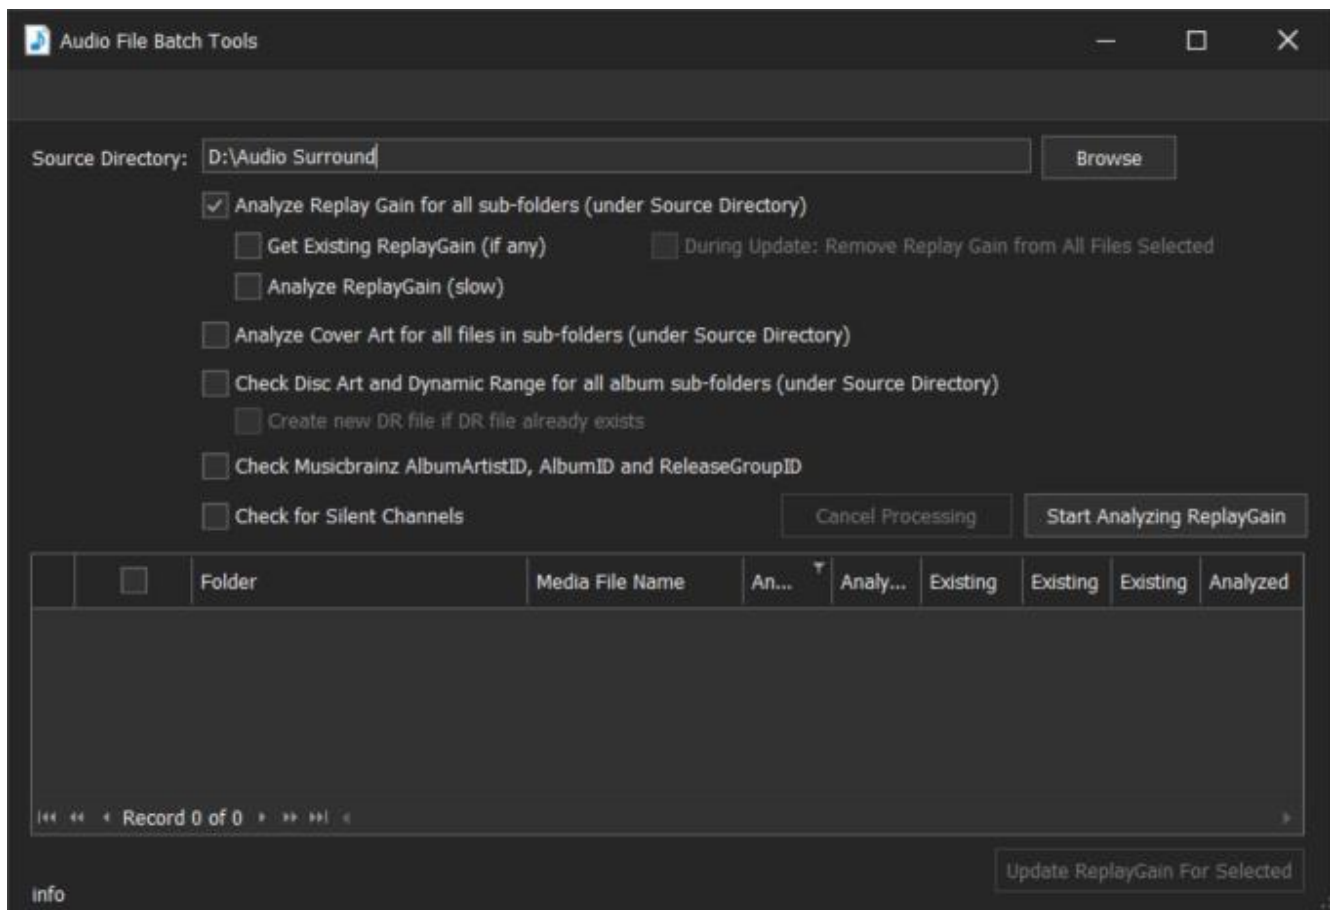 Audio File Batch Tools
Source Directory: D:\Audio Surround Browse
Analyze Replay Gain for all sub-folders (under Source Directory)
Get Existing ReplayGain (if any) During Update: Remove Replay Gain from All Files Selected
Analyze ReplayGain (slow)
Analyze Cover Art for all files in sub-folders (under Source Directory)
Check Disc Art and Dynamic Range for all album sub-folders (under Source Directory)
Create new DR file if DR file already exists
Check Musicbrainz AlbumArtistID, AlbumID and ReleaseGroupID
Check for Silent Channels Cancel Processing Start Analyzing ReplayGain
Folder Media File Name An... Analy... Existing Existing Existing Analyzed
Record 0 of 0
Update ReplayGain For Selected
info